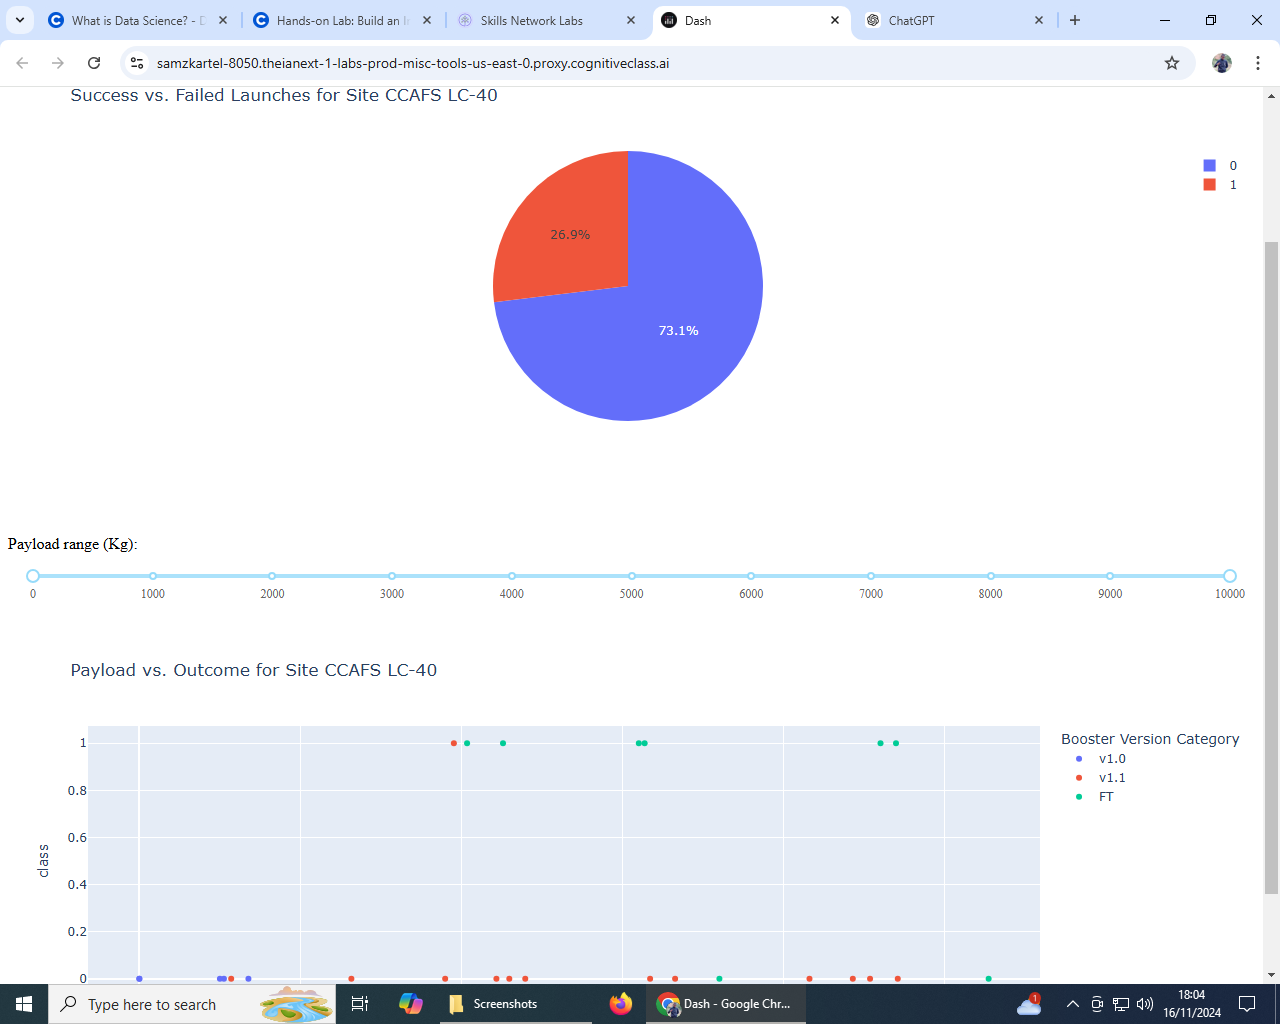 What is Data Science? - D
Hands-on Lab: Build an In
Skills Network Labs
Dash
ChatGPT
samzkartel-8050.theianext-1-labs-prod-misc-tools-us-east-0.proxy.cognitiveclass.ai
Success vs. Failed Launches for Site CCAFS LC-40
0
1
26.9%
73.1%
Payload range (Kg):
0 1000 2000 3000 4000 5000 6000 7000 8000 9000 10000
Payload vs. Outcome for Site CCAFS LC-40
Booster Version Category
v1.0
v1.1
FT
1
0.8
0.6
0.4
0.2
0
class
Type here to search
Screenshots
Dash - Google Chr...
1
18:04
16/11/2024